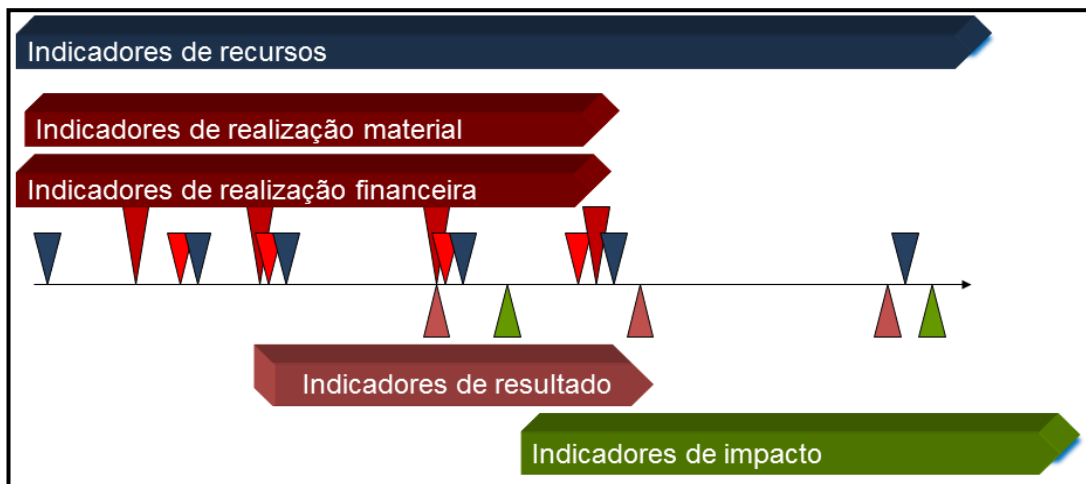 Indicadores de recursos
Indicadores de realização material
Indicadores de realização financeira
Indicadores de resultado
Indicadores de impacto